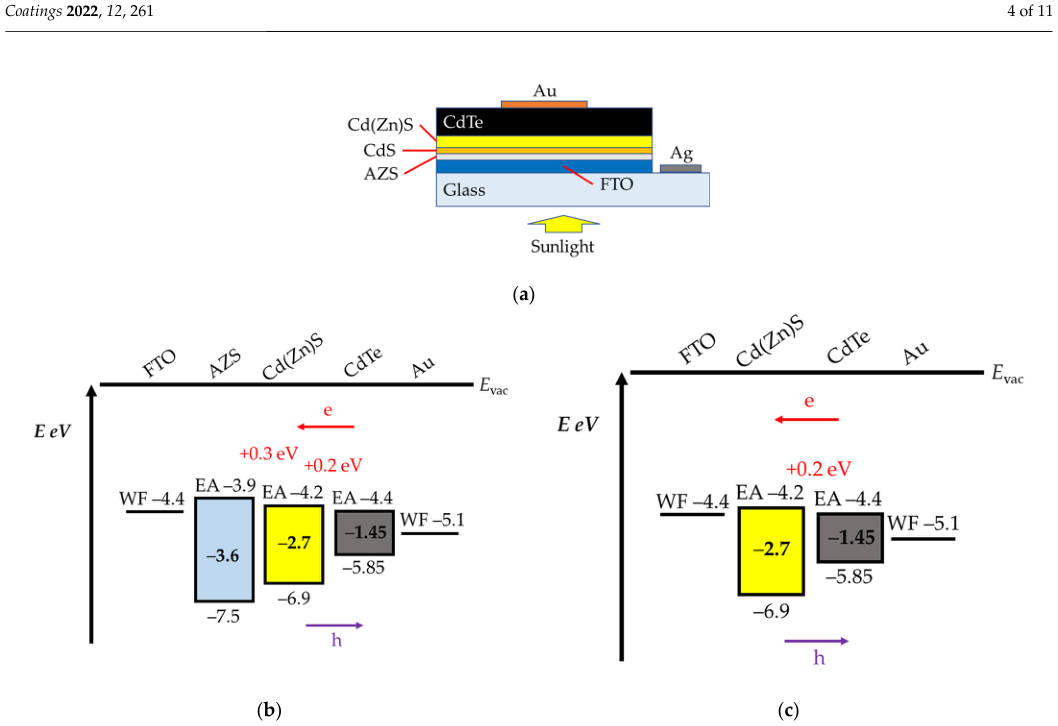 Coatings 2022, 12, 261 4 of 11
Au
CdTe
Cd(Zn)S
CdS
Ag
AZS
FTO
Glass
Sunlight
(a)
FTO AZS Cd(Zn)S CdTe Au
Evac
E eV
e
+0.3 eV
+0.2 eV
EA –3.9
EA –4.2
EA –4.4
WF –4.4
WF –5.1
–3.6
–2.7
–1.45
–5.85
–6.9
–7.5
h
(b)
FTO Cd(Zn)S CdTe Au
Evac
E eV
e
+0.2 eV
EA –4.2
EA –4.4
WF –4.4
WF –5.1
–2.7
–1.45
–5.85
–6.9
h
(c)